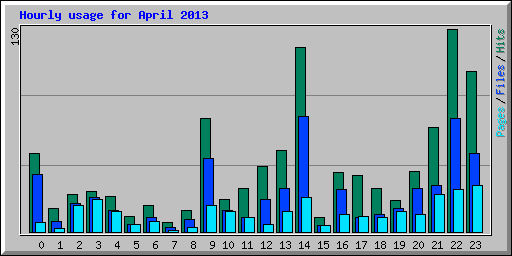 Hourly usage for April 2013
130
Pages/Files/Hits
0 1 2 3 4 5 6 7 8 9 10 11 12 13 14 15 16 17 18 19 20 21 22 23